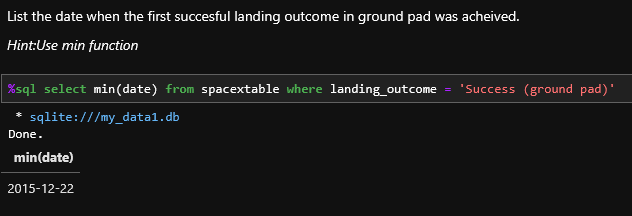 List the date when the first succesful landing outcome in ground pad was acheived.
Hint:Use min function
%sql select min(date) from spacextable where landing_outcome = 'Success (ground pad)'
* sqlite:///my_data1.db
Done.
min(date)
2015-12-22